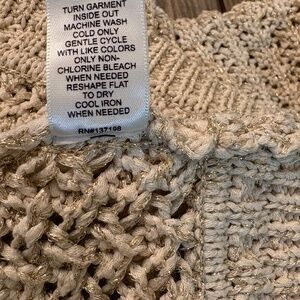 TURN GARMENT
INSIDE OUT
MACHINE WASH
COLD ONLY
GENTLE CYCLE
WITH LIKE COLORS
ONLY NON-
CHLORINE BLEACH
WHEN NEEDED
RESHAPE FLAT
TO DRY
COOL IRON
WHEN NEEDED
RN#137198